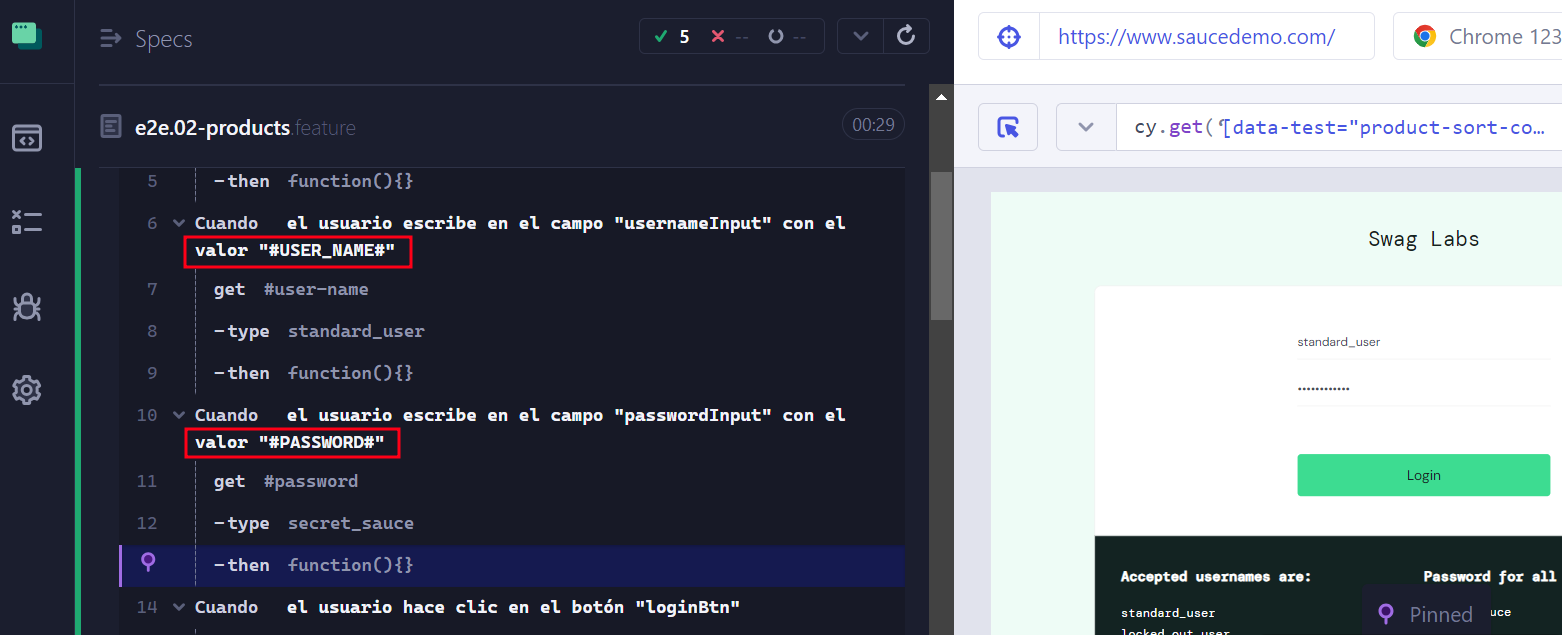 Specs
5 -- --
https://www.saucedemo.com/
Chrome 123
e2e.02-products.feature
00:29
cy.get('[data-test="product-sort-co…
5 -then function(){}
6 Cuando el usuario escribe en el campo "usernameInput" con el
valor "#USER_NAME#"
7 get #user-name
8 -type standard_user
9 -then function(){}
10 Cuando el usuario escribe en el campo "passwordInput" con el
valor "#PASSWORD#"
11 get #password
12 -type secret_sauce
-then function(){}
14 Cuando el usuario hace clic en el botón "loginBtn"
Swag Labs
standard_user
••••••••••••
Login
Accepted usernames are:
standard_user
locked_out_user
Password for all
uce
Pinned